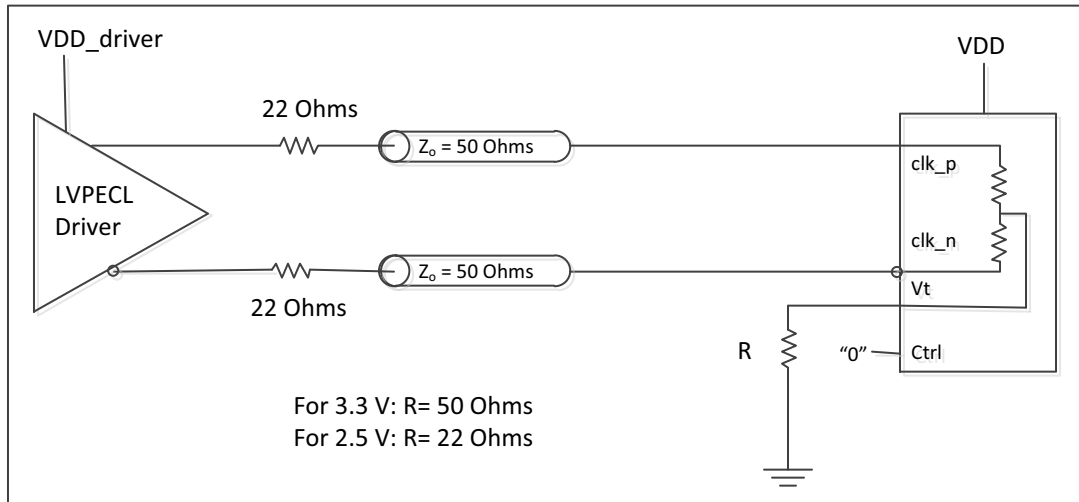 VDD_driver
VDD
22 Ohms
Zo = 50 Ohms
clk_p
LVPECL
Driver
clk_n
Zo = 50 Ohms
Vt
22 Ohms
R
“0”
Ctrl
For 3.3 V: R= 50 Ohms
For 2.5 V: R= 22 Ohms